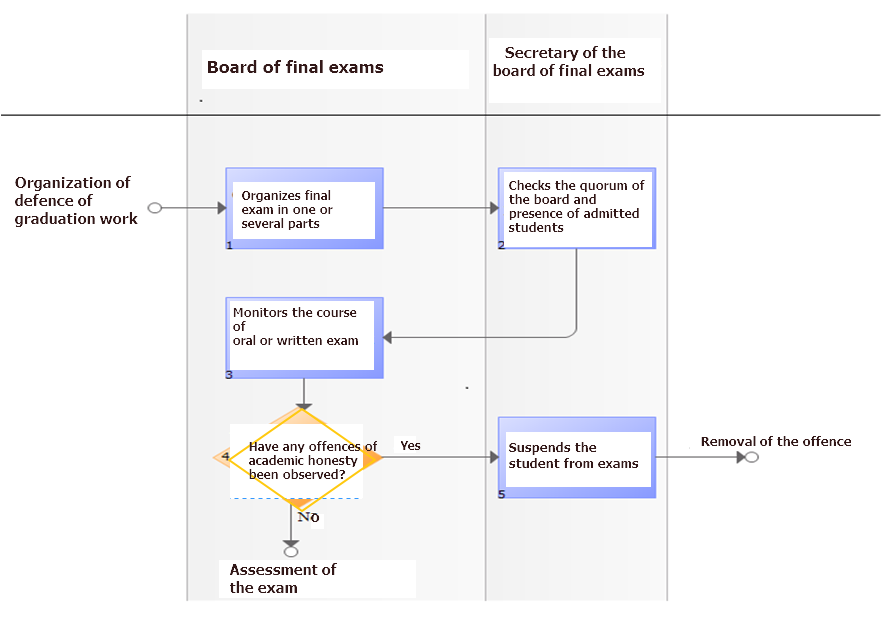 Board of final exams
Secretary of the
board of final exams
Organization of
defence of
graduation work
Organizes final
exam in one or
several parts
1
Checks the quorum of
the board and
presence of admitted
students
2
Monitors the course
of
oral or written exam
3
4
Have any offences of
academic honesty
been observed?
Yes
Suspends the
student from exams
5
Removal of the offence
No
Assessment of
the exam